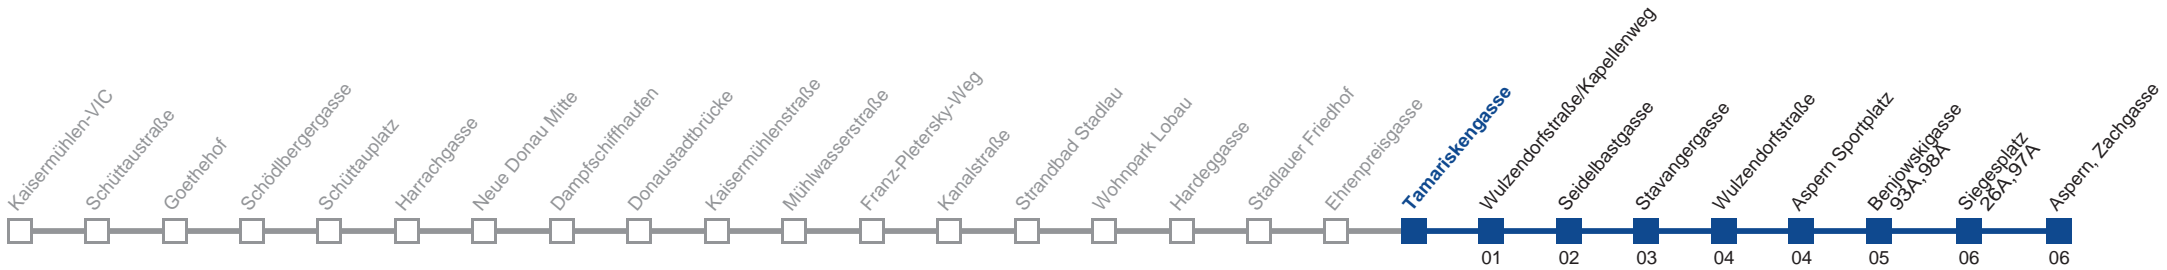 Kaisermühlen-VIC
Schüttaustraße
Goethehof
Schödlbergergasse
Schüttauplatz
Harrachgasse
Neue Donau Mitte
Dampfschiffhaufen
Donaustadtbrücke
Kaisermühlenstraße
Mühlwasserstraße
Franz-Pletersky-Weg
Kanalstraße
Strandbad Stadlau
Wohnpark Lobau
Hardeggasse
Stadlauer Friedhof
Ehrenpreisgasse
Tamariskengasse
Wulzendorfstraße/Kapellenweg
Seidelbastgasse
Stavangergasse
Wulzendorfstraße
Aspern Sportplatz
Benjowskigasse
93A,98A
Siegesplatz
26A,97A
Aspern, Zachgasse
01 02 03 04 04 05 06 06